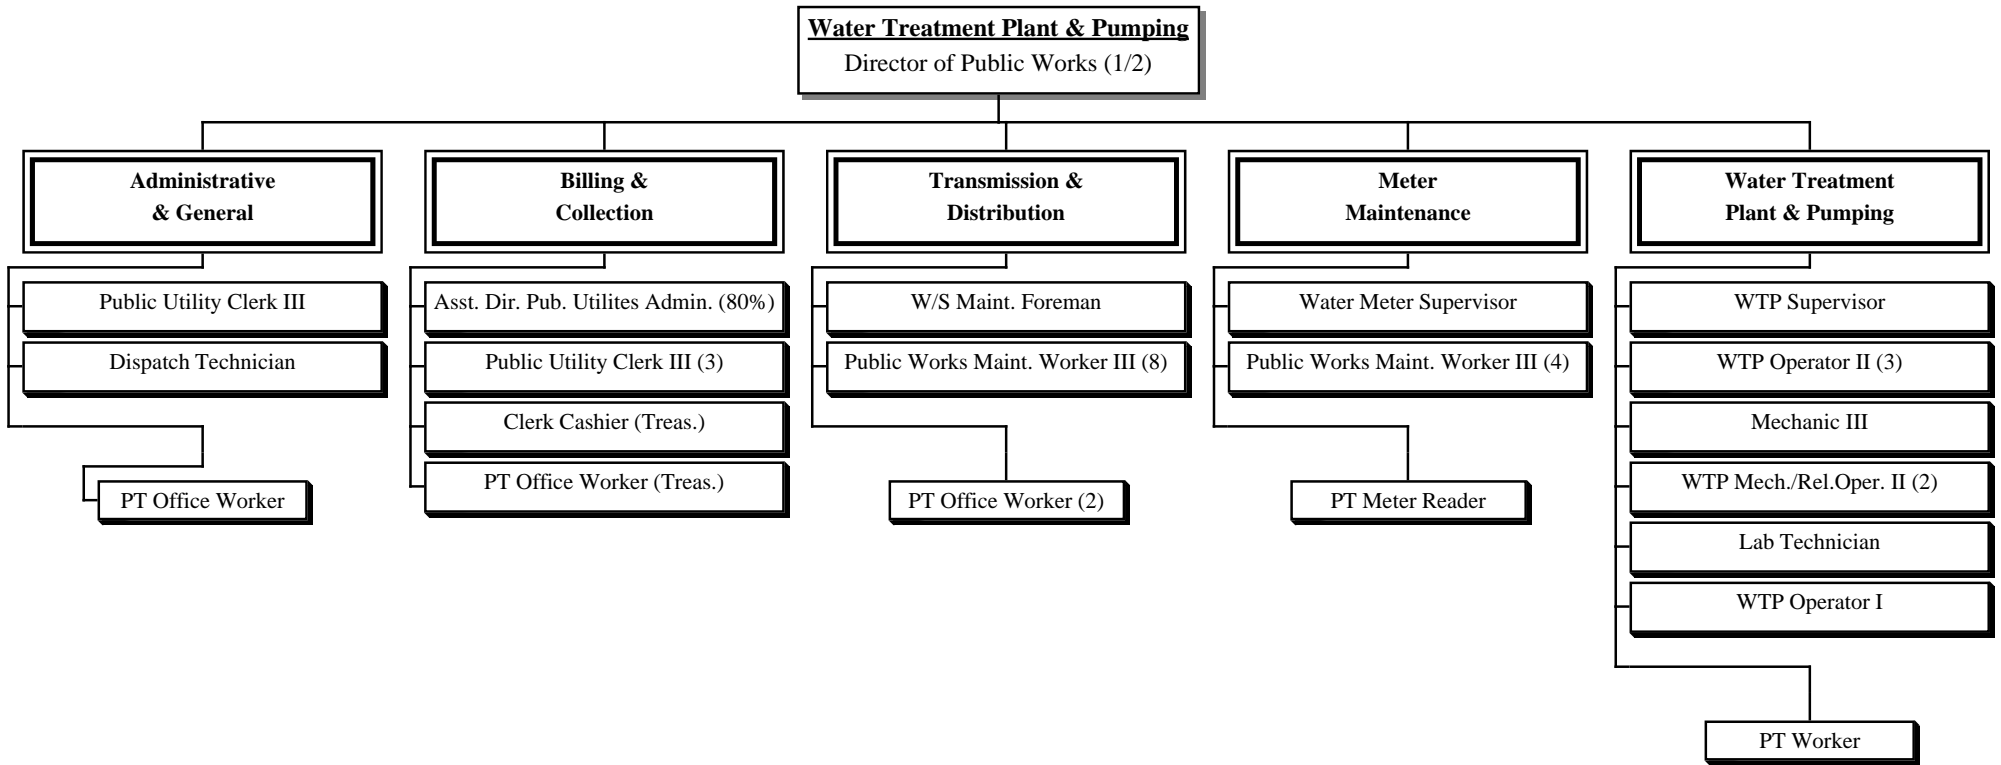 Water Treatment Plant & Pumping
Director of Public Works (1/2)
Administrative
& General
Public Utility Clerk III
Dispatch Technician
PT Office Worker
Billing &
Collection
Asst. Dir. Pub. Utilites Admin. (80%)
Public Utility Clerk III (3)
Clerk Cashier (Treas.)
PT Office Worker (Treas.)
Transmission &
Distribution
W/S Maint. Foreman
Public Works Maint. Worker III (8)
PT Office Worker (2)
Meter
Maintenance
Water Meter Supervisor
Public Works Maint. Worker III (4)
PT Meter Reader
Water Treatment
Plant & Pumping
WTP Supervisor
WTP Operator II (3)
Mechanic III
WTP Mech./Rel.Oper. II (2)
Lab Technician
WTP Operator I
PT Worker